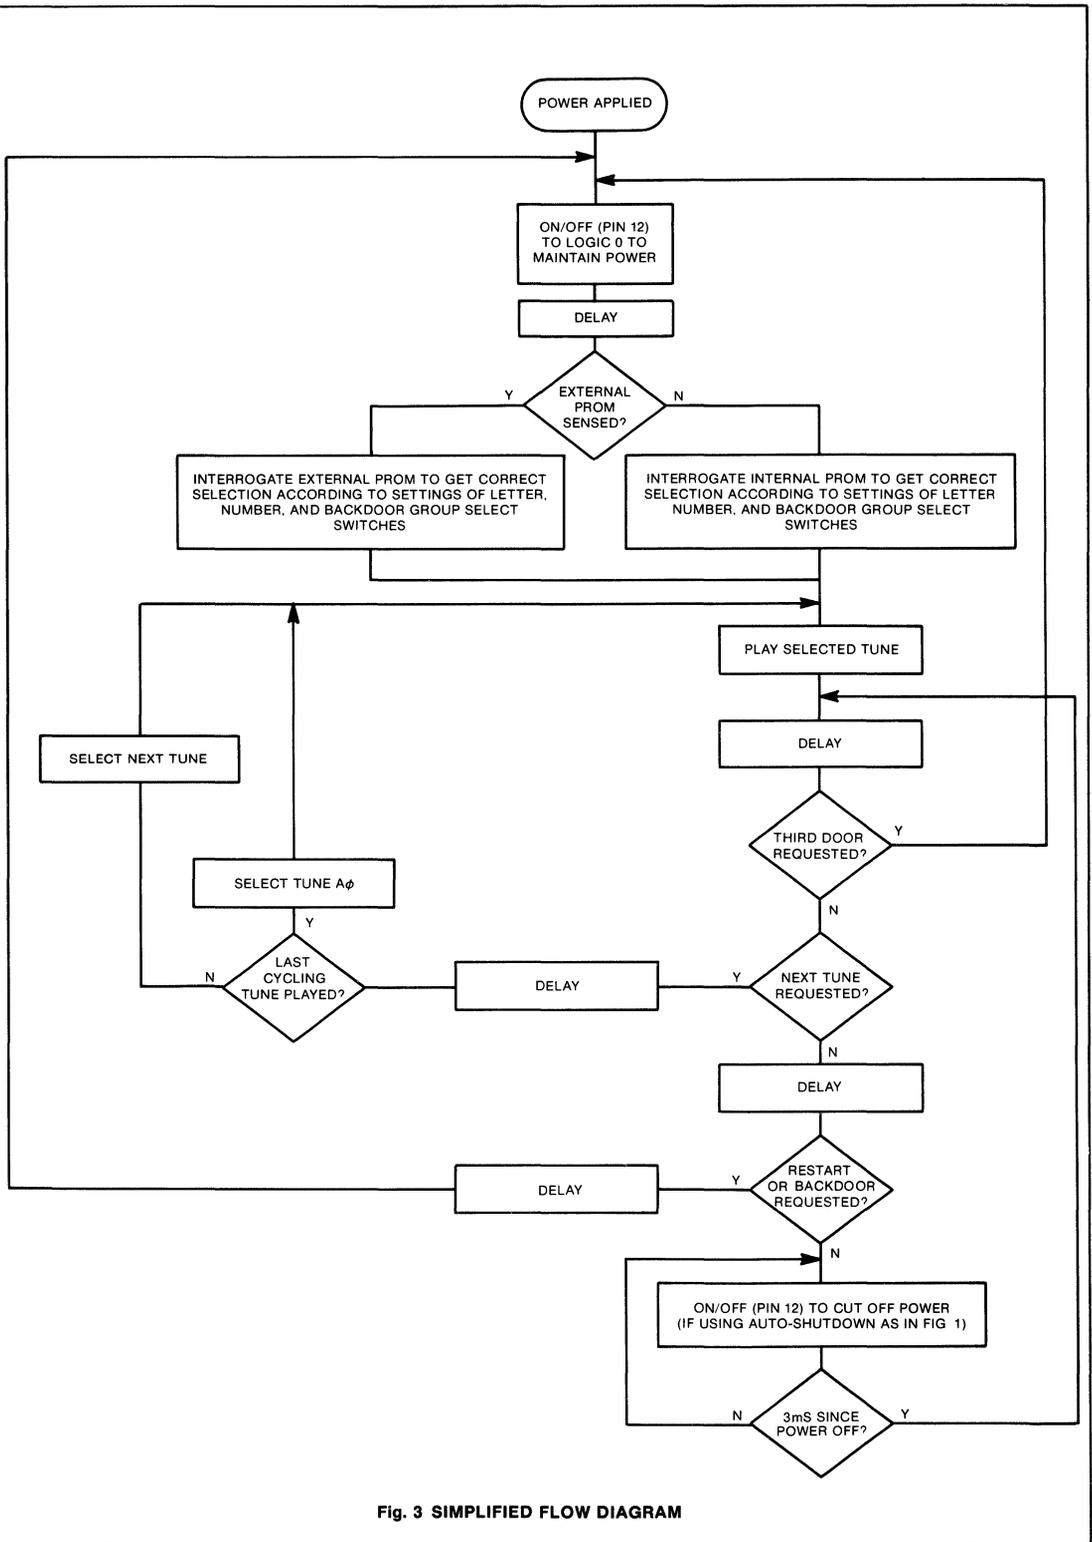 POWER APPLIED
ON/OFF (PIN 12)
TO LOGIC 0 TO
MAINTAIN POWER
DELAY
Y
EXTERNAL
PROM
SENSED?
N
INTERROGATE EXTERNAL PROM TO GET CORRECT
SELECTION ACCORDING TO SETTINGS OF LETTER,
NUMBER, AND BACKDOOR GROUP SELECT
SWITCHES
INTERROGATE INTERNAL PROM TO GET CORRECT
SELECTION ACCORDING TO SETTINGS OF LETTER
NUMBER, AND BACKDOOR GROUP SELECT
SWITCHES
PLAY SELECTED TUNE
DELAY
SELECT NEXT TUNE
THIRD DOOR
REQUESTED?
Y
N
SELECT TUNE Aϕ
Y
LAST
CYCLING
TUNE PLAYED?
N
DELAY
Y
NEXT TUNE
REQUESTED?
N
DELAY
RESTART
OR BACKDOOR
REQUESTED?
Y
DELAY
N
ON/OFF (PIN 12) TO CUT OFF POWER
(IF USING AUTO-SHUTDOWN AS IN FIG 1)
N
3mS SINCE
POWER OFF?
Y
Fig. 3 SIMPLIFIED FLOW DIAGRAM